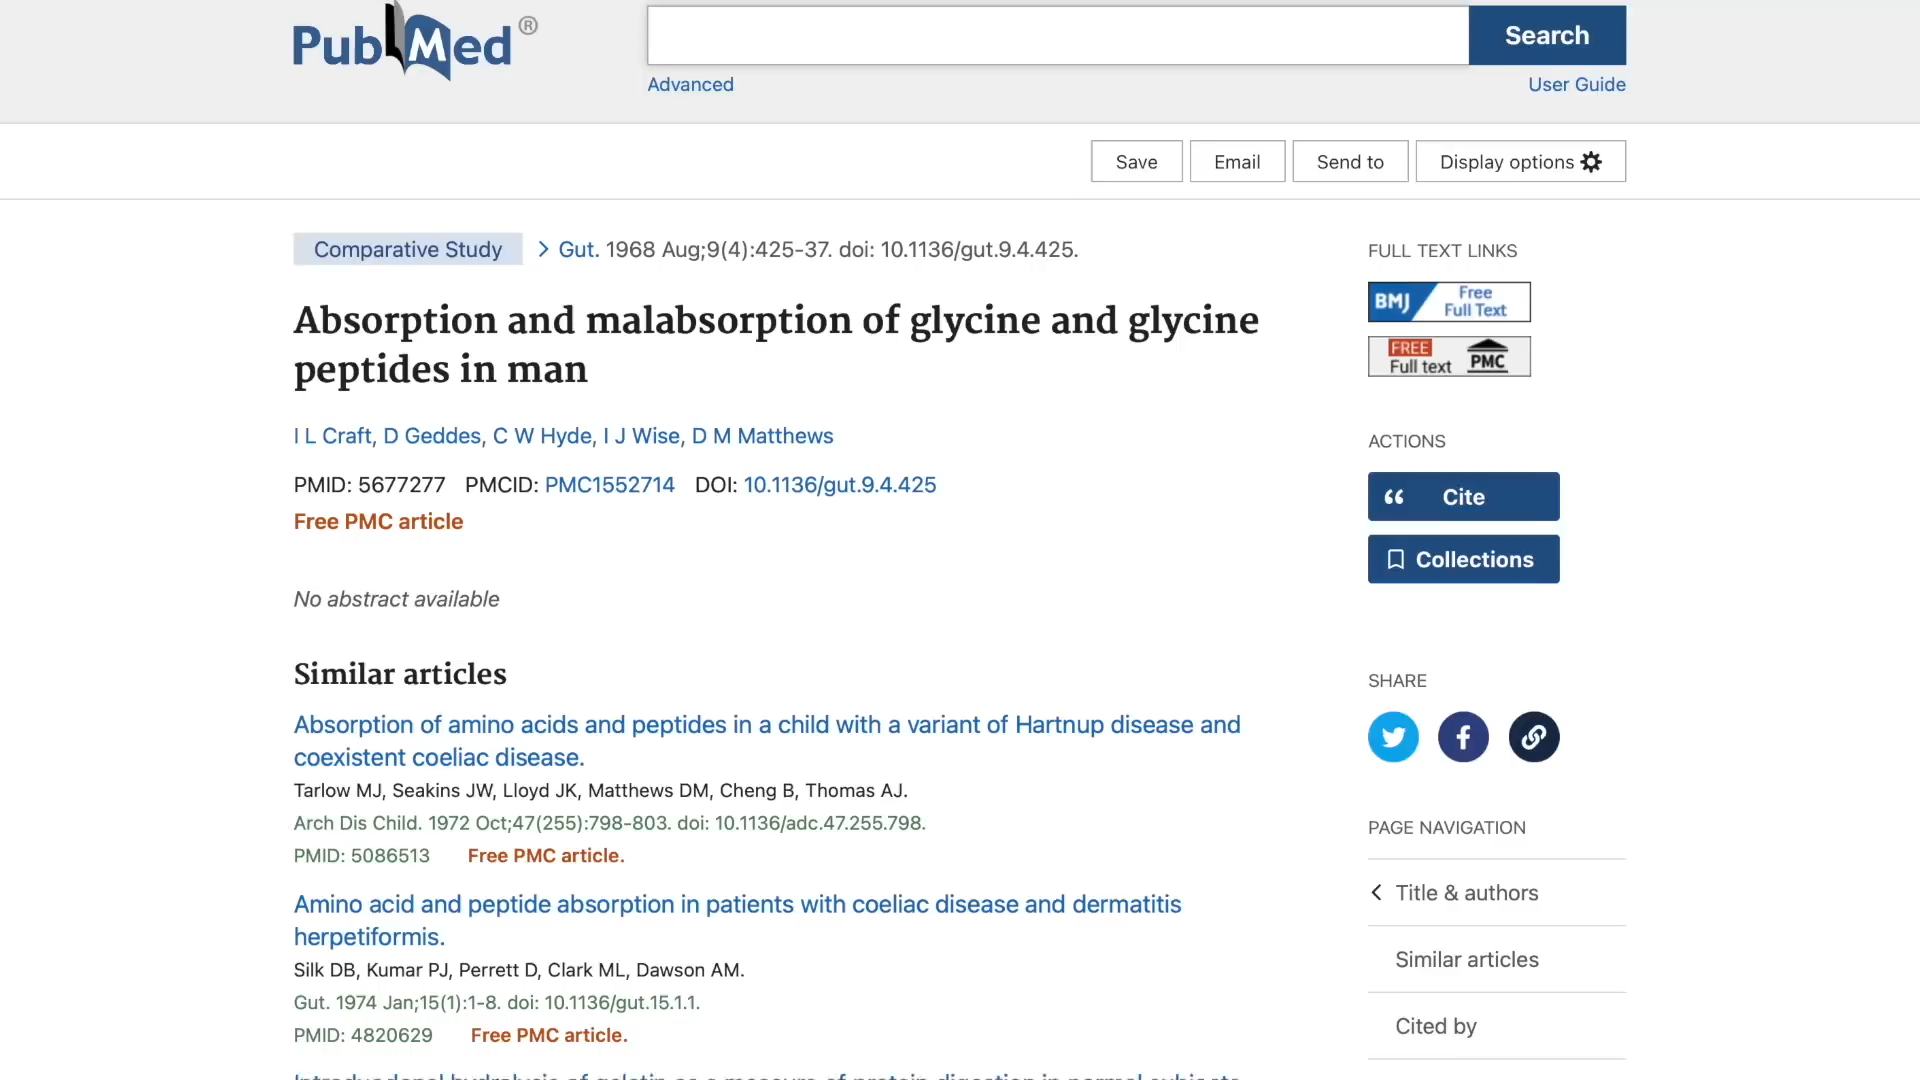 PubMed®
Search
Advanced
User Guide
Save
Email
Send to
Display options
Comparative Study
Gut. 1968 Aug;9(4):425-37. doi: 10.1136/gut.9.4.425.
Absorption and malabsorption of glycine and glycine
peptides in man
I L Craft, D Geddes, C W Hyde, I J Wise, D M Matthews
PMID: 5677277 PMCID: PMC1552714 DOI: 10.1136/gut.9.4.425
Free PMC article
No abstract available
Similar articles
Absorption of amino acids and peptides in a child with a variant of Hartnup disease and
coexistent coeliac disease.
Tarlow MJ, Seakins JW, Lloyd JK, Matthews DM, Cheng B, Thomas AJ.
Arch Dis Child. 1972 Oct;47(255):798-803. doi: 10.1136/adc.47.255.798.
PMID: 5086513 Free PMC article.
Amino acid and peptide absorption in patients with coeliac disease and dermatitis
herpetiformis.
Silk DB, Kumar PJ, Perrett D, Clark ML, Dawson AM.
Gut. 1974 Jan;15(1):1-8. doi: 10.1136/gut.15.1.1.
PMID: 4820629 Free PMC article.
FULL TEXT LINKS
BMJ Free
Full Text
FREE
Full text PMC
ACTIONS
Cite
Collections
SHARE
PAGE NAVIGATION
Title & authors
Similar articles
Cited by